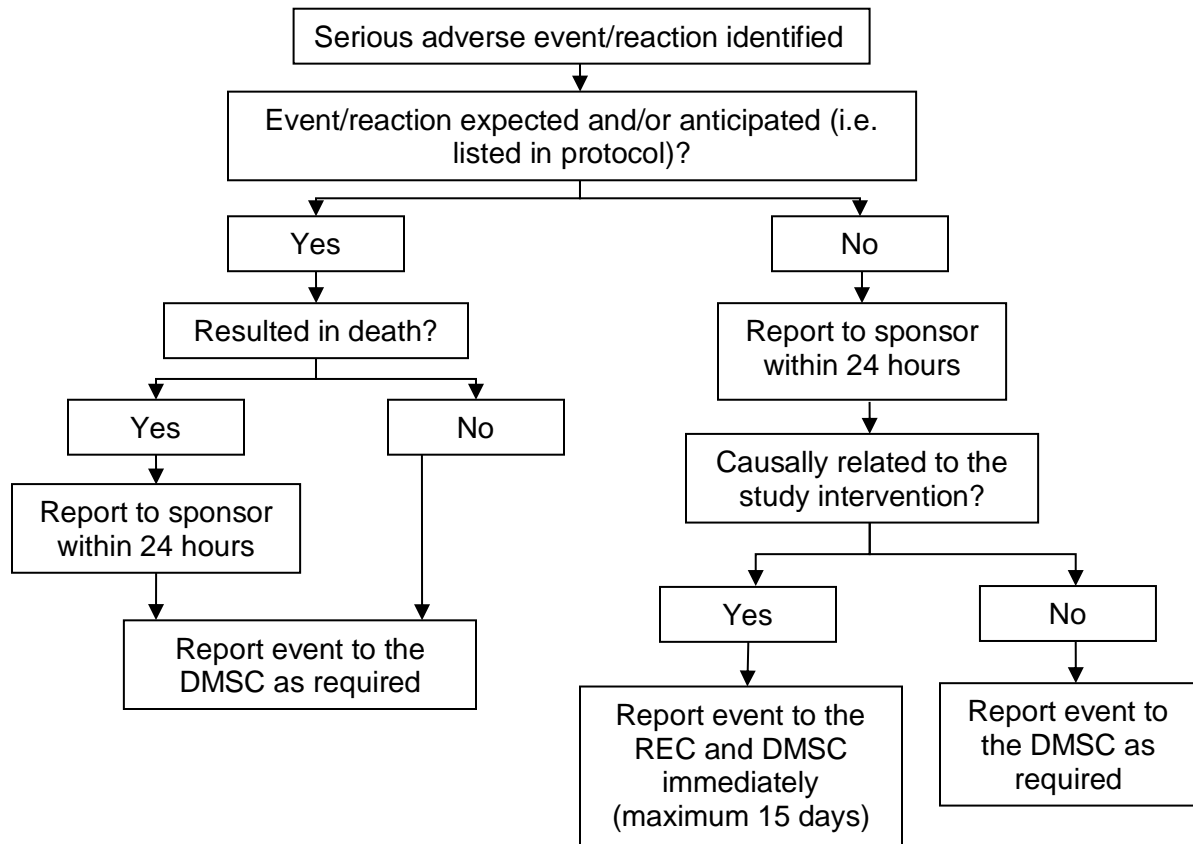 Serious adverse event/reaction identified
Event/reaction expected and/or anticipated (i.e.
listed in protocol)?
Yes
No
Resulted in death?
Report to sponsor
within 24 hours
Yes
No
Causally related to the
study intervention?
Report to sponsor
within 24 hours
Yes
No
Report event to the
DMSC as required
Report event to the
REC and DMSC
immediately
(maximum 15 days)
Report event to
the DMSC as
required